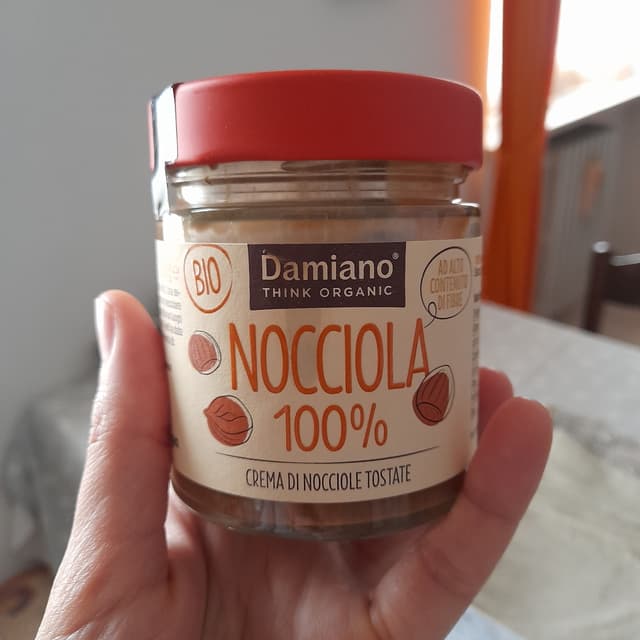 BIO
Damiano®
THINK ORGANIC
AD ALTO
CONTENUTO
DI FIBRE
NOCCIOLA
100%
CREMA DI NOCCIOLE TOSTATE